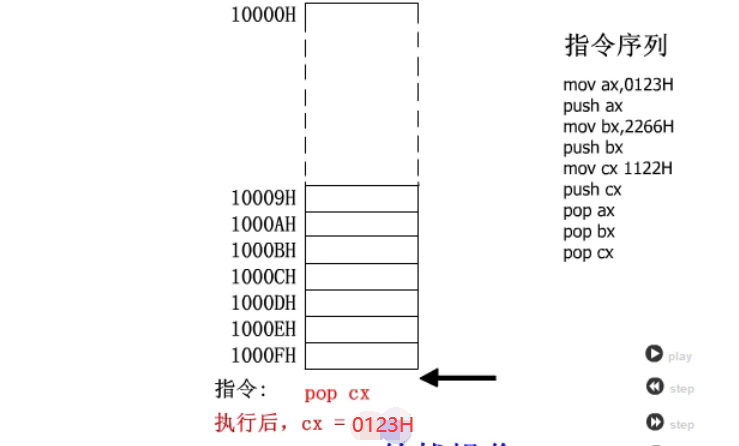 10000H
10009H
1000AH
1000BH
1000CH
1000DH
1000EH
1000FH
指令: pop cx
执行后, cx = 0123H
指令序列
mov ax,0123H
push ax
mov bx,2266H
push bx
mov cx 1122H
push cx
pop ax
pop bx
pop cx
play
step
step